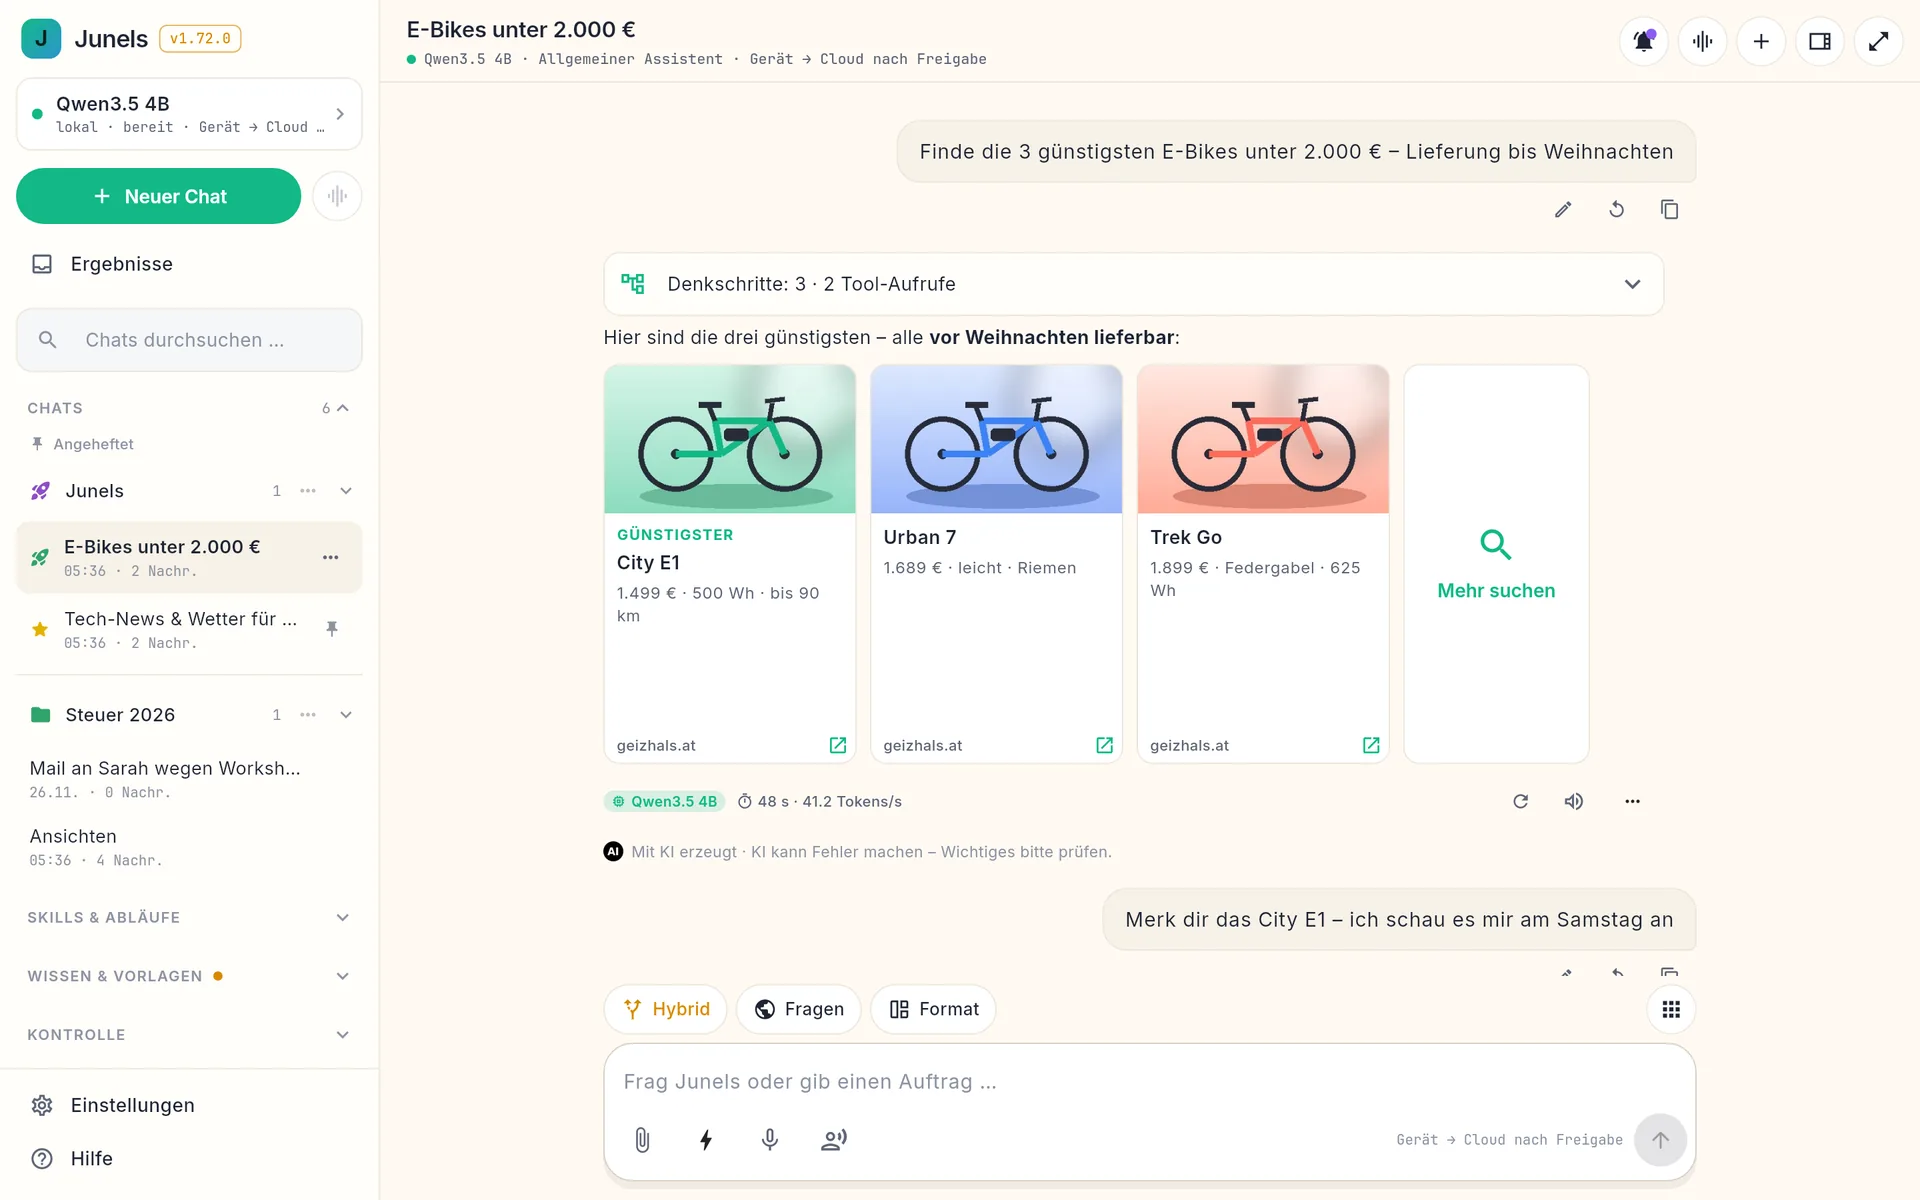 J Junels v1.72.0
Qwen3.5 4B
lokal · bereit · Gerät → Cloud …
+ Neuer Chat
Ergebnisse
Chats durchsuchen ...
CHATS 6
Angeheftet
Junels 1
E-Bikes unter 2.000 €
05:36 · 2 Nachr.
Tech-News & Wetter für ...
05:36 · 2 Nachr.
Steuer 2026 1
Mail an Sarah wegen Worksh...
26.11. · 0 Nachr.
Ansichten
05:36 · 4 Nachr.
SKILLS & ABLÄUFE
WISSEN & VORLAGEN
KONTROLLE
Einstellungen
Hilfe
E-Bikes unter 2.000 €
Qwen3.5 4B · Allgemeiner Assistent · Gerät → Cloud nach Freigabe
Finde die 3 günstigsten E-Bikes unter 2.000 € – Lieferung bis Weihnachten
Denkschritte: 3 · 2 Tool-Aufrufe
Hier sind die drei günstigsten – alle vor Weihnachten lieferbar:
GÜNSTIGSTER
City E1
1.499 € · 500 Wh · bis 90
km
geizhals.at
Urban 7
1.689 € · leicht · Riemen
geizhals.at
Trek Go
1.899 € · Federgabel · 625
Wh
geizhals.at
Mehr suchen
Qwen3.5 4B 48 s · 41.2 Tokens/s
AI Mit KI erzeugt · KI kann Fehler machen – Wichtiges bitte prüfen.
Merk dir das City E1 – ich schau es mir am Samstag an
Hybrid Fragen Format
Frag Junels oder gib einen Auftrag ...
Gerät → Cloud nach Freigabe